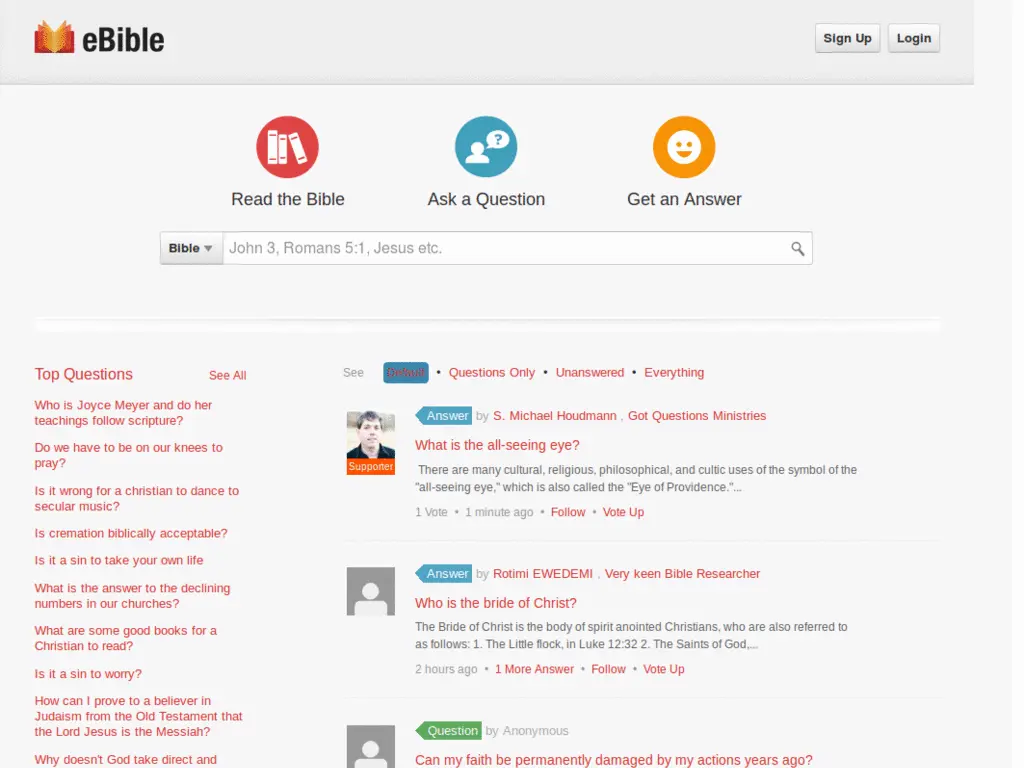 eBible
Sign Up
Login
Read the Bible
Ask a Question
Get an Answer
Bible
John 3, Romans 5:1, Jesus etc.
Top Questions
See All
Who is Joyce Meyer and do her
teachings follow scripture?
Do we have to be on our knees to
pray?
Is it wrong for a christian to dance to
secular music?
Is cremation biblically acceptable?
Is it a sin to take your own life
What is the answer to the declining
numbers in our churches?
What are some good books for a
Christian to read?
Is it a sin to worry?
How can I prove to a believer in
Judaism from the Old Testament that
the Lord Jesus is the Messiah?
Why doesn't God take direct and
See Default • Questions Only • Unanswered • Everything
Supporter
Answer by S. Michael Houdmann , Got Questions Ministries
What is the all-seeing eye?
There are many cultural, religious, philosophical, and cultic uses of the symbol of the
"all-seeing eye," which is also called the "Eye of Providence."...
1 Vote • 1 minute ago • Follow • Vote Up
Answer by Rotimi EWEDEMI , Very keen Bible Researcher
Who is the bride of Christ?
The Bride of Christ is the body of spirit anointed Christians, who are also referred to
as follows: 1. The Little flock, in Luke 12:32 2. The Saints of God,...
2 hours ago • 1 More Answer • Follow • Vote Up
Question by Anonymous
Can my faith be permanently damaged by my actions years ago?